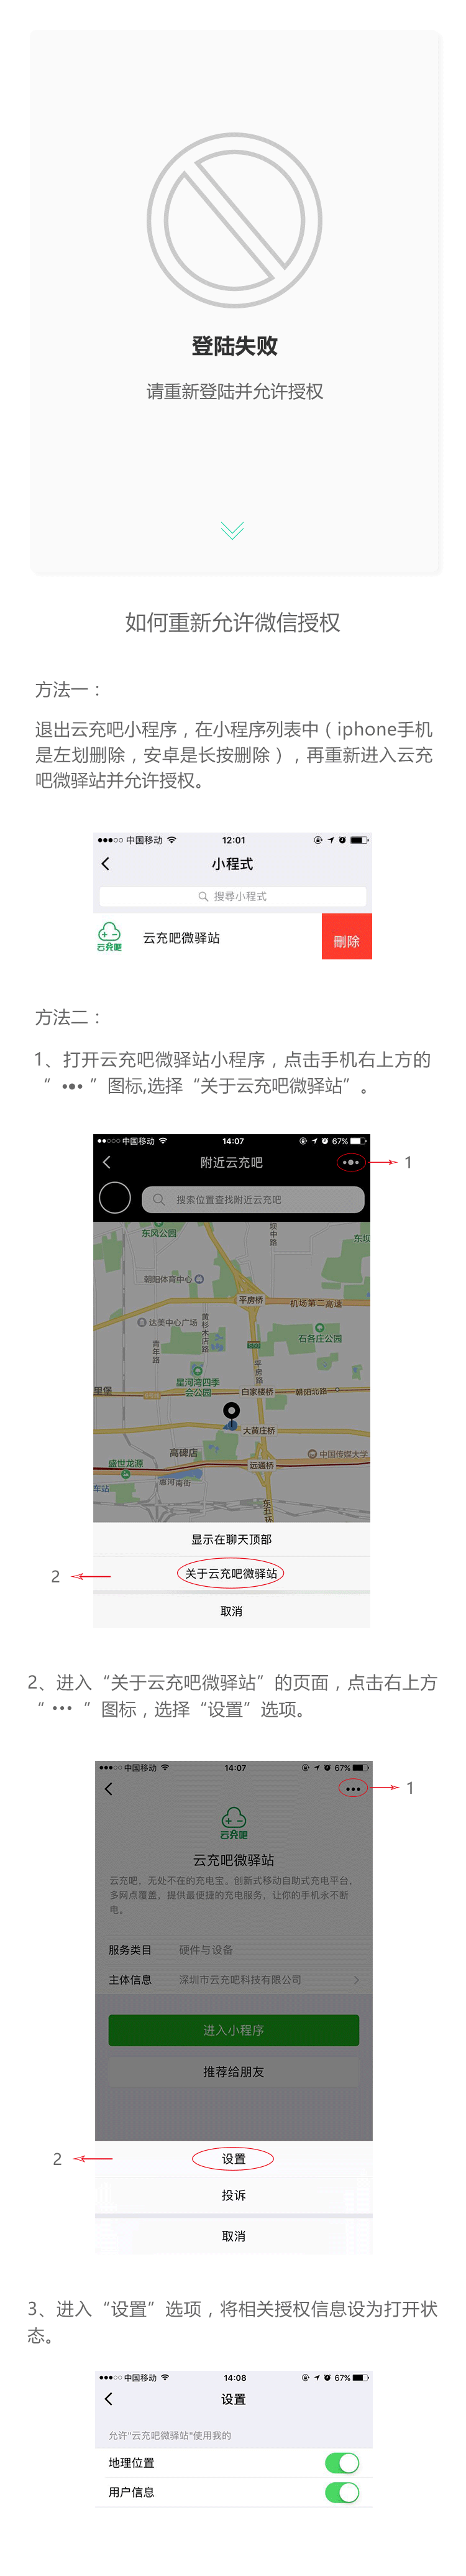 登陆失败
请重新登陆并允许授权
如何重新允许微信授权
方法一：
退出云充吧小程序，在小程序列表中（iphone手机
是左划删除，安卓是长按删除），再重新进入云充
吧微驿站并允许授权。
中国移动 12:01
小程式
搜尋小程式
云充吧
云充吧微驿站
刪除
方法二：
1、打开云充吧微驿站小程序，点击手机右上方的
“ ••• ”图标,选择“关于云充吧微驿站”。
中国移动 14:07 67%
附近云充吧
1
搜索位置查找附近云充吧
东风公园
坝中路
东坝
朝阳体育中心
平房桥
机场第二高速
达美中心广场
黄杉木店路
石各庄公园
青年路
平房路
星河湾四季
会公园
里堡
白家楼桥
朝阳北路
大黄庄桥
高碑店
中国传媒大学
盛世龙源
远通桥
惠河南街
车站
东五环
显示在聊天顶部
2
关于云充吧微驿站
取消
2、进入“关于云充吧微驿站”的页面，点击右上方
“ ••• ”图标，选择“设置”选项。
中国移动 14:07 67%
1
云充吧
云充吧微驿站
云充吧，无处不在的充电宝。创新式移动自助式充电平台，
多网点覆盖，提供最便捷的充电服务，让你的手机永不断
电。
服务类目 硬件与设备
主体信息 深圳市云充吧科技有限公司
进入小程序
推荐给朋友
2
设置
投诉
取消
3、进入“设置”选项，将相关授权信息设为打开状
态。
中国移动 14:08 67%
设置
允许"云充吧微驿站"使用我的
地理位置
用户信息